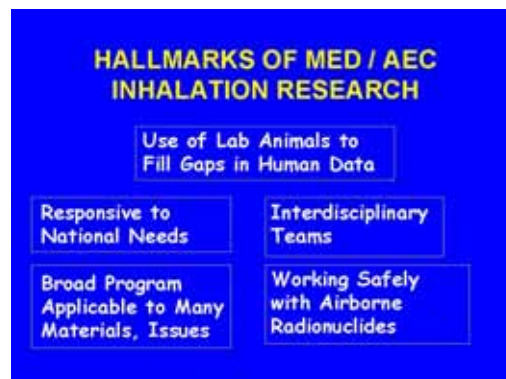 HALLMARKS OF MED / AEC
INHALATION RESEARCH
Use of Lab Animals to
Fill Gaps in Human Data
Responsive to
National Needs
Interdisciplinary
Teams
Broad Program
Applicable to Many
Materials, Issues
Working Safely
with Airborne
Radionuclides